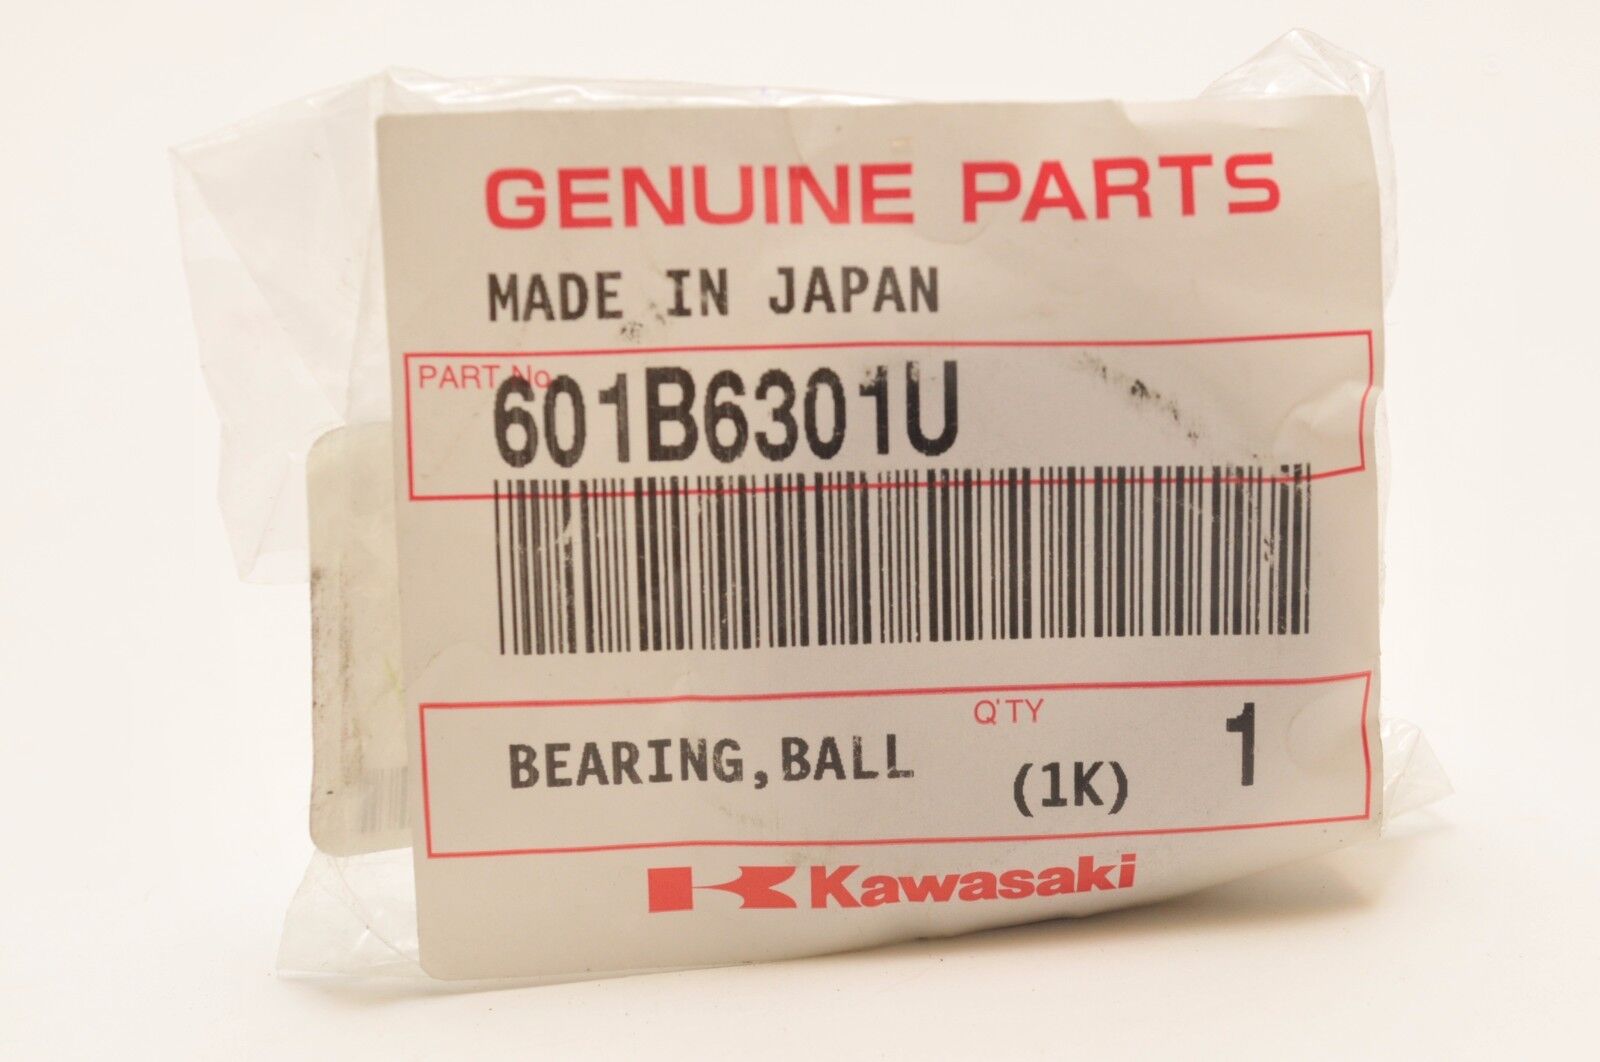 GENUINE PARTS
MADE IN JAPAN
PART No.
601B6301U
Q'TY
BEARING,BALL (1K) 1
Kawasaki